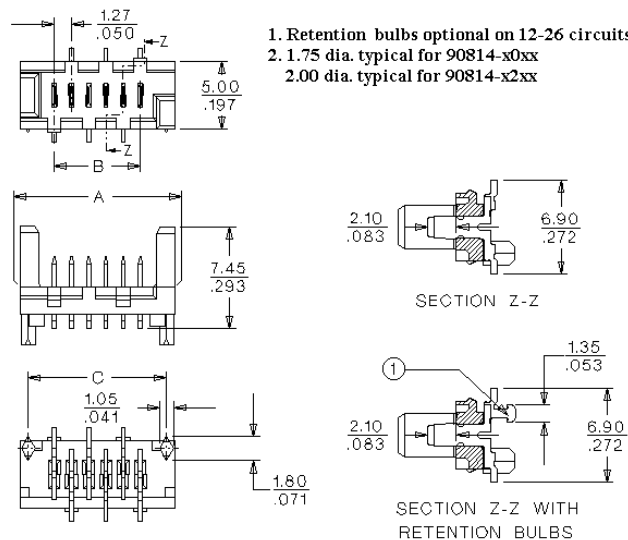 1.27
.050
Z
1. Retention bulbs optional on 12-26 circuits
2. 1.75 dia. typical for 90814-x0xx
2.00 dia. typical for 90814-x2xx
5.00
.197
Z
B
A
2.10
.083
6.90
.272
7.45
.293
SECTION Z-Z
C
1.05
.041
1
1.35
.053
2.10
.083
6.90
.272
1.80
.071
SECTION Z-Z WITH
RETENTION BULBS